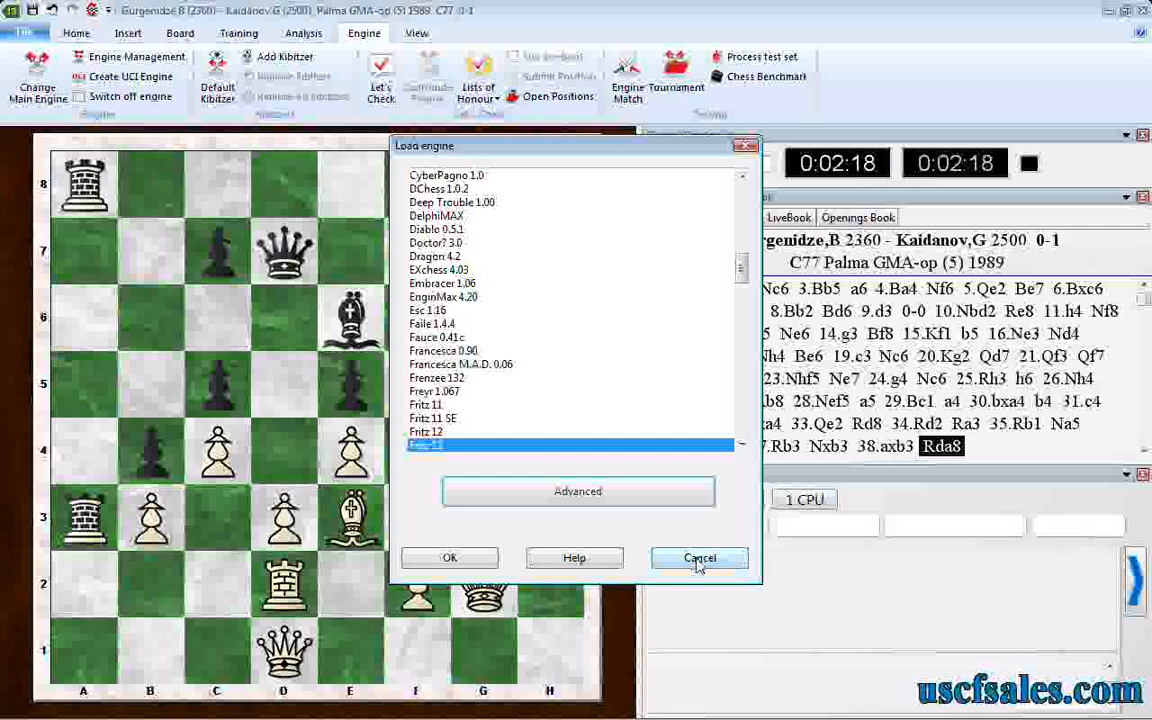 Gurgenidze B (2360) - Kaidanov G (2500), Palma GMA-op (5) 1989 C77 0-1
File Home Insert Board Training Analysis Engine View
Change Main Engine
Engine Management
Create UCI Engine
Switch off engine
Default Kibitzer
Add Kibitzer
Let's Check
Lists of Honour
Open Positions
Engine Match
Tournament
Process test set
Chess Benchmark
Load engine
CyberPagno 1.0
DChess 1.0.2
Deep Trouble 1.00
DelphiMAX
Diablo 0.5.1
Doctor? 3.0
Dragon 4.2
EXchess 4.03
Embracer 1.06
EnginMax 4.20
Esc 1.16
Faile 1.4.4
Fauce 0.41c
Francesca 0.90
Francesca M.A.D. 0.06
Frenzee 132
Freyr 1.067
Fritz 11
Fritz 11 SE
Fritz 12
Advanced
OK Help Cancel
0:02:18 0:02:18
LiveBook Openings Book
urgenidze,B 2360 - Kaidanov,G 2500 0-1
C77 Palma GMA-op (5) 1989
Nc6 3.Bb5 a6 4.Ba4 Nf6 5.Qe2 Be7 6.Bxc6
8.Bb2 Bd6 9.d3 0-0 10.Nbd2 Re8 11.h4 Nf8
Ne6 14.g3 Bf8 15.Kf1 b5 16.Ne3 Nd4
Be6 19.c3 Nc6 20.Kg2 Qd7 21.Qf3 Qf7
23.Nhf5 Ne7 24.g4 Nc6 25.Rh3 h6 26.Nh4
b8 28.Nef5 a5 29.Bc1 a4 30.bxa4 b4 31.c4
xa4 33.Qe2 Ra8 34.Rd2 Ra3 35.Rb1 Na5
7.Rb3 Nxb3 38.axb3 Rda8
1 CPU
8
7
6
5
4
3
2
1
A B C D E F G H
uscfsales.com